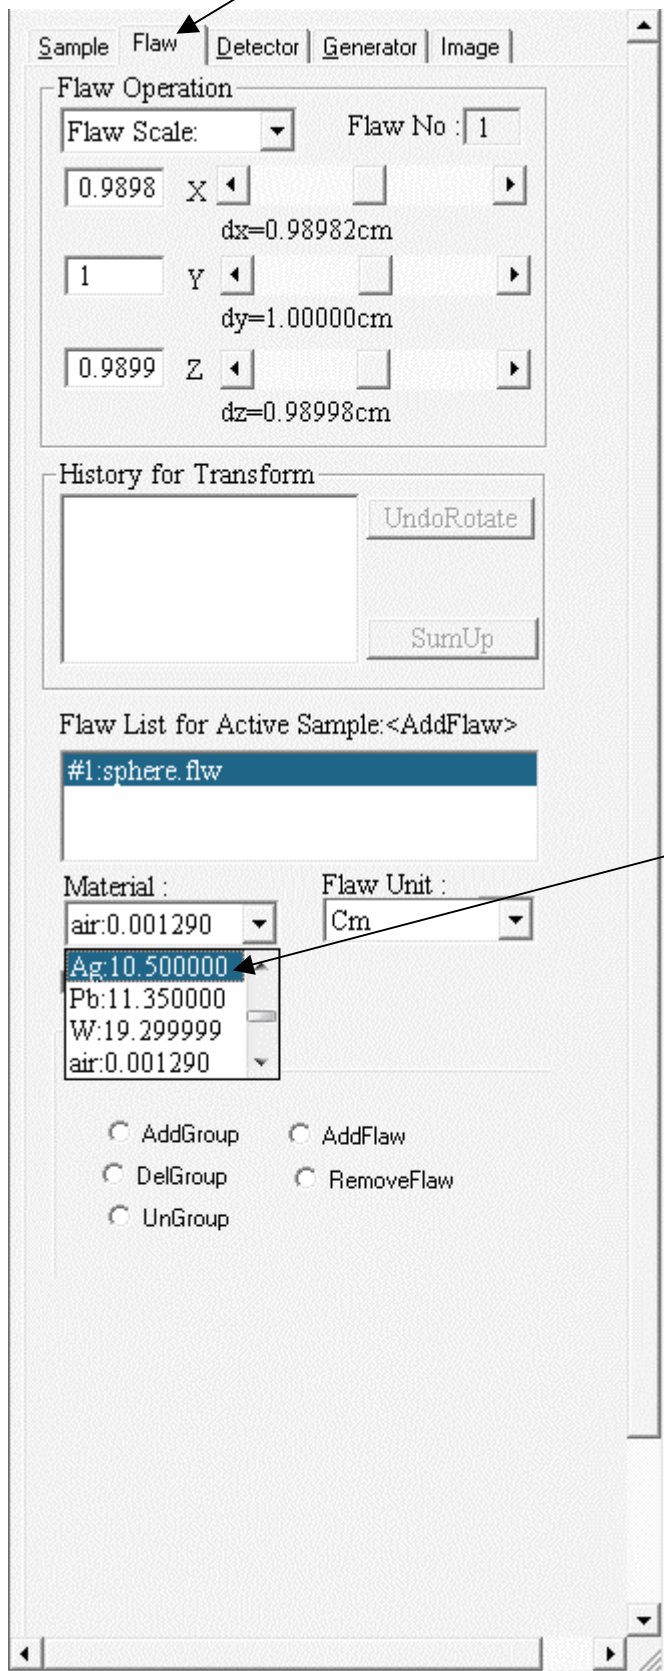 Sample Flaw Detector Generator Image
Flaw Operation
Flaw Scale: Flaw No : 1
0.9898 X
dx=0.98982cm
1 Y
dy=1.00000cm
0.9899 Z
dz=0.98998cm
History for Transform
UndoRotate
SumUp
Flaw List for Active Sample:<AddFlaw>
#1:sphere.flw
Material : Flaw Unit :
air:0.001290 Cm
Ag:10.500000
Pb:11.350000
W:19.299999
air:0.001290
AddGroup AddFlaw
DelGroup RemoveFlaw
UnGroup